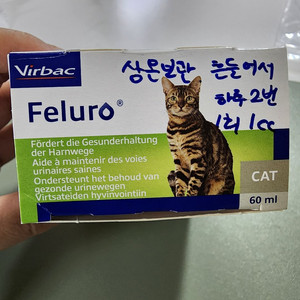 Virbac
상온보관 흔들어서
하루 2번
1회 1cc
Feluro®
Fördert die Gesunderhaltung
der Harnwege
Aide à maintenir des voies
urinaires saines
Ondersteunt het behoud van
gezonde urinewegen
Virtsateiden hyvinvointiin
CAT
60 ml